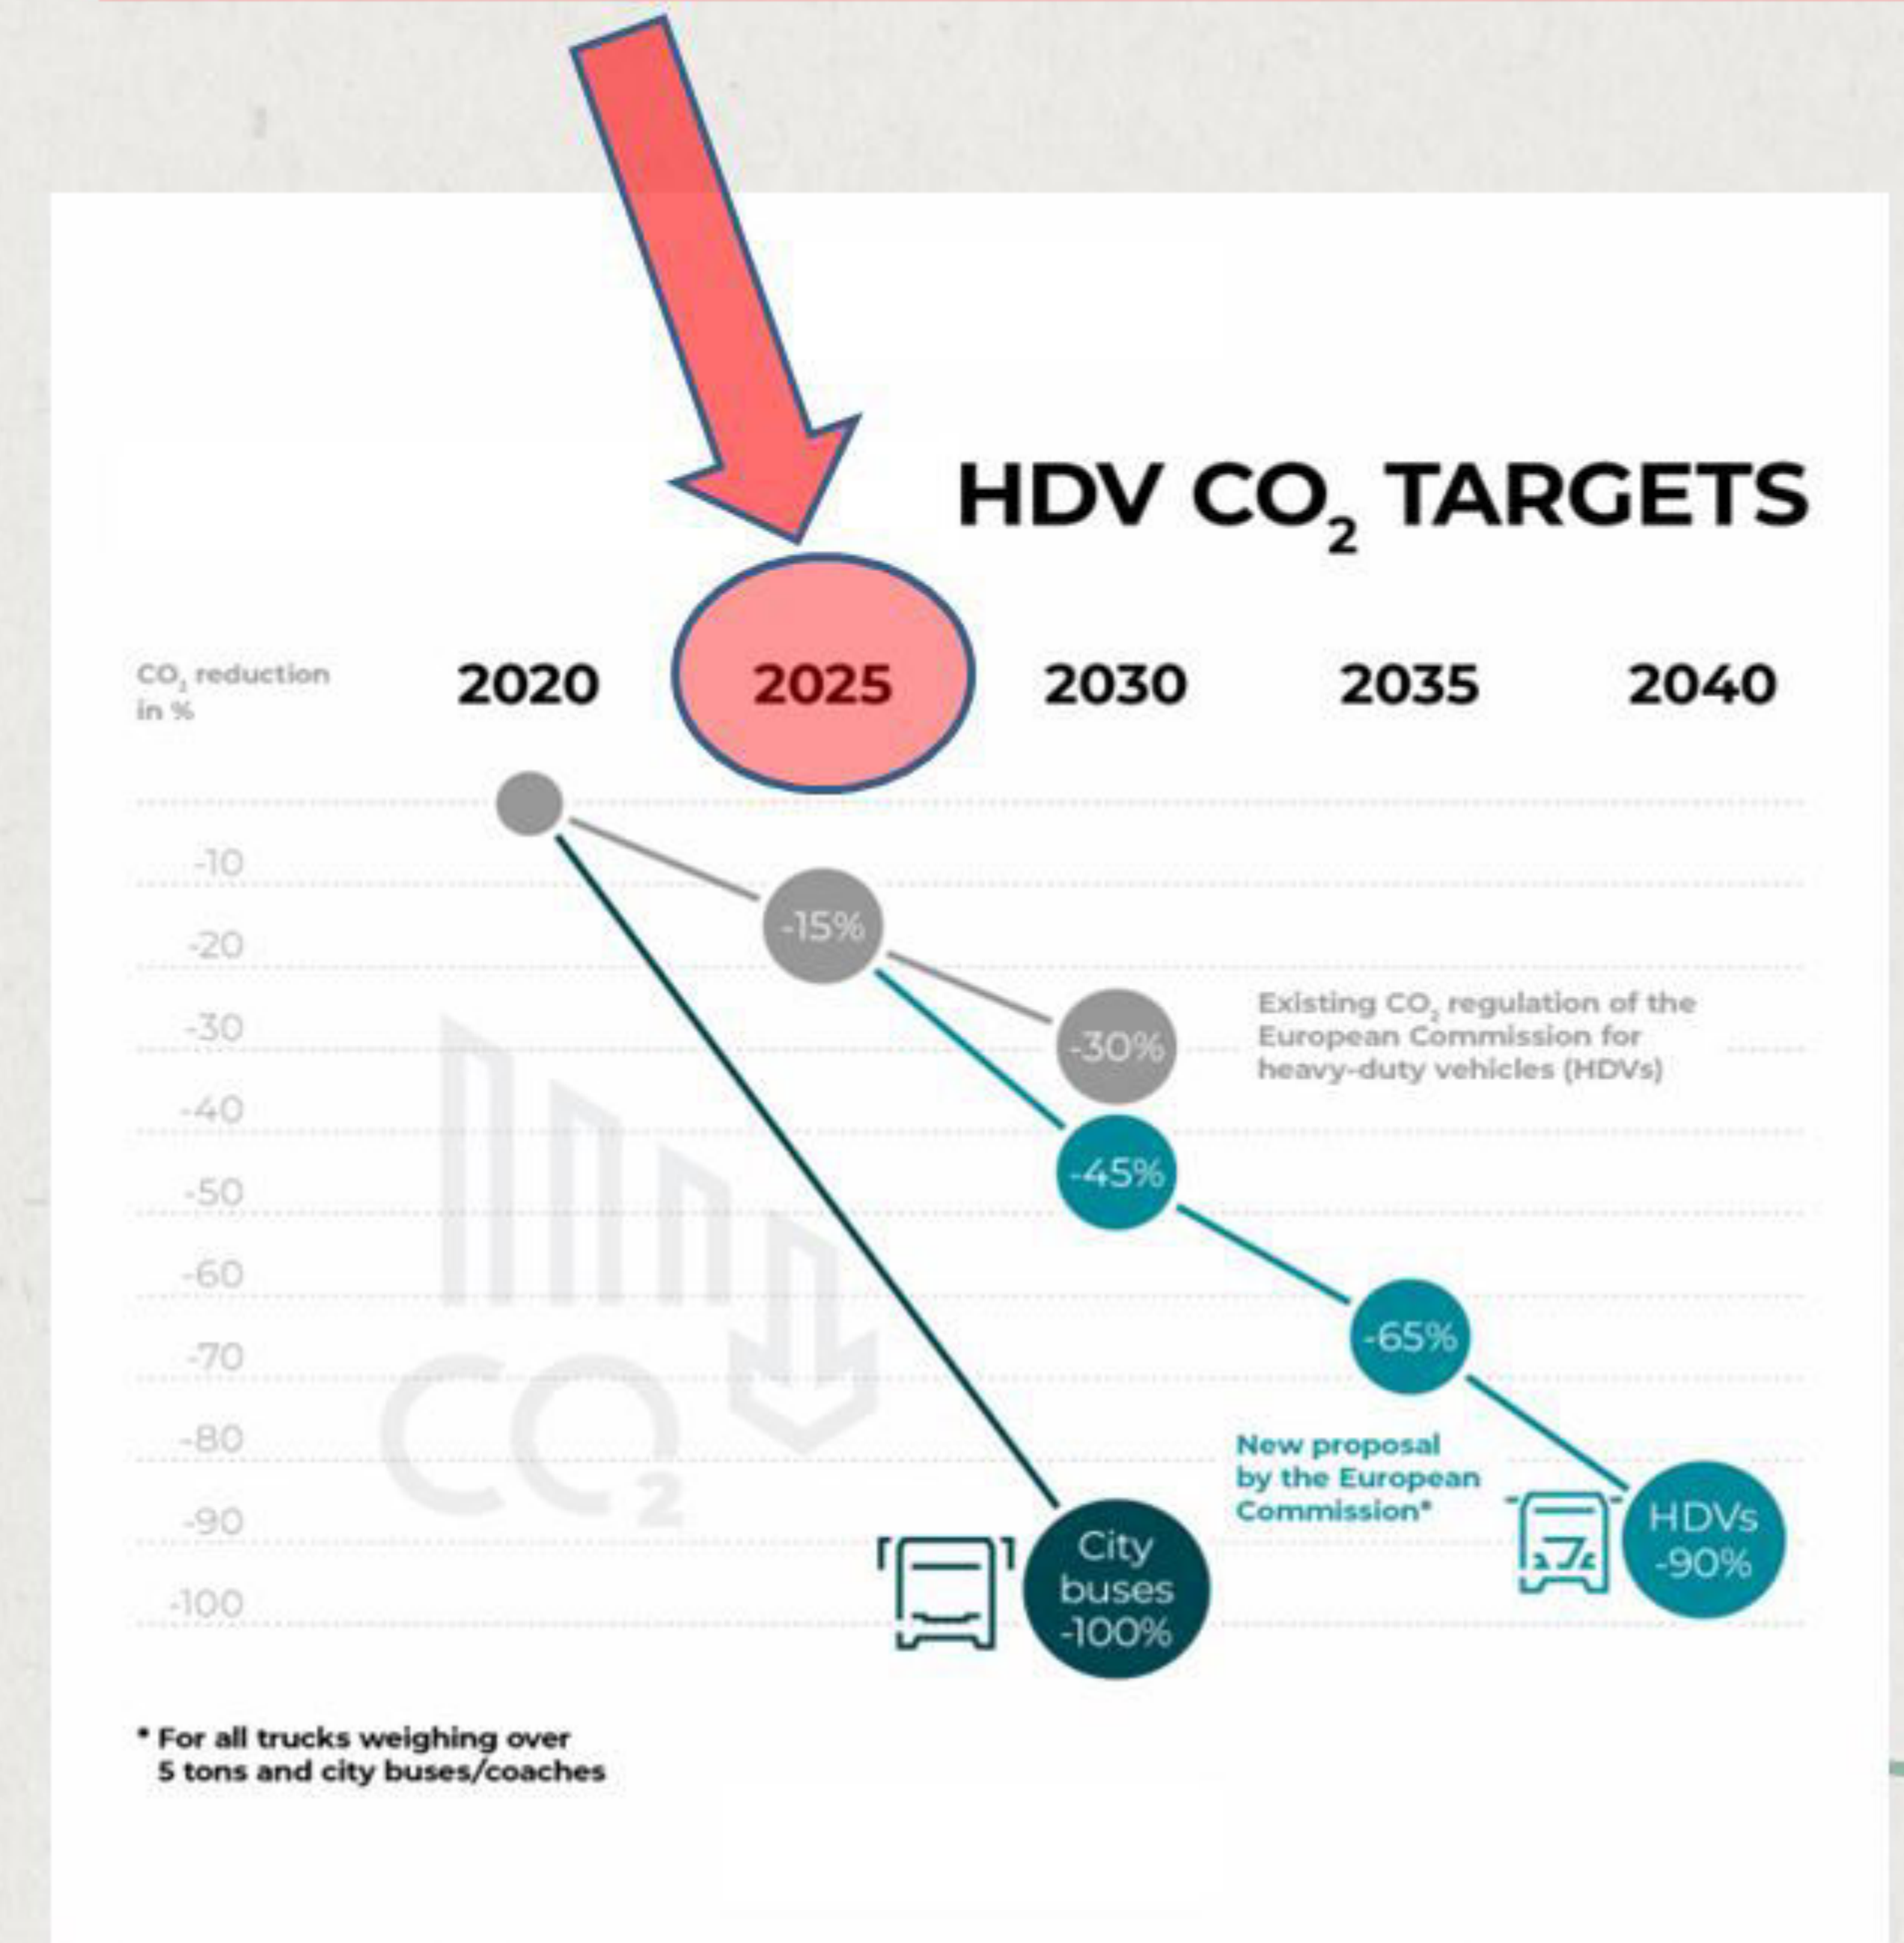 HDV CO₂ TARGETS
CO₂ reduction
in %
2020 2025 2030 2035 2040
-10
-15%
-20
-30
-30%
Existing CO₂ regulation of the
European Commission for
heavy-duty vehicles (HDVs)
-40
-45%
-50
-60
-65%
-70
-80
New proposal
by the European
Commission*
-90
-100
City
buses
-100%
HDVs
-90%
CO₂
* For all trucks weighing over
5 tons and city buses/coaches